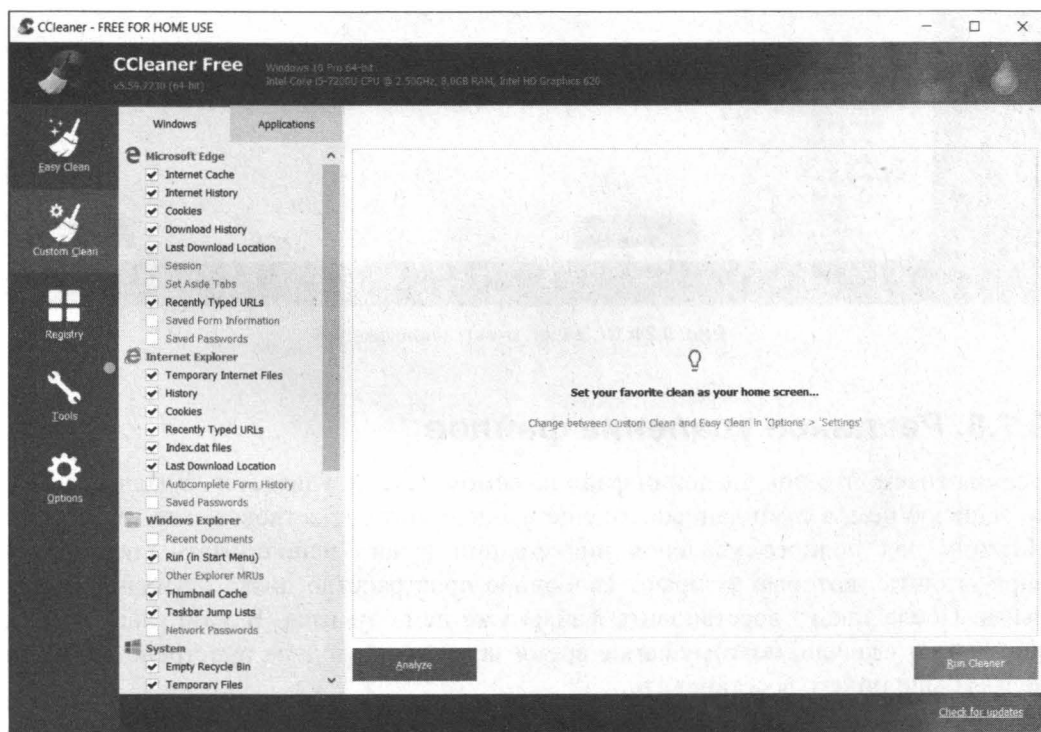 CCleaner - FREE FOR HOME USE
CCleaner Free
v5.59.7230 (64-bit)
Windows 10 Pro 64-bit
Intel Core i5-7200U CPU @ 2.50GHz, 8,0GB RAM, Intel HD Graphics 620
Easy Clean
Custom Clean
Registry
Tools
Options
Windows
Applications
Microsoft Edge
Internet Cache
Internet History
Cookies
Download History
Last Download Location
Session
Set Aside Tabs
Recently Typed URLs
Saved Form Information
Saved Passwords
Internet Explorer
Temporary Internet Files
History
Cookies
Recently Typed URLs
Index.dat files
Last Download Location
Autocomplete Form History
Saved Passwords
Windows Explorer
Recent Documents
Run (in Start Menu)
Other Explorer MRUs
Thumbnail Cache
Taskbar Jump Lists
Network Passwords
System
Empty Recycle Bin
Temporary Files
Set your favorite clean as your home screen...
Change between Custom Clean and Easy Clean in 'Options' > 'Settings'
Analyze
Run Cleaner
Check for updates